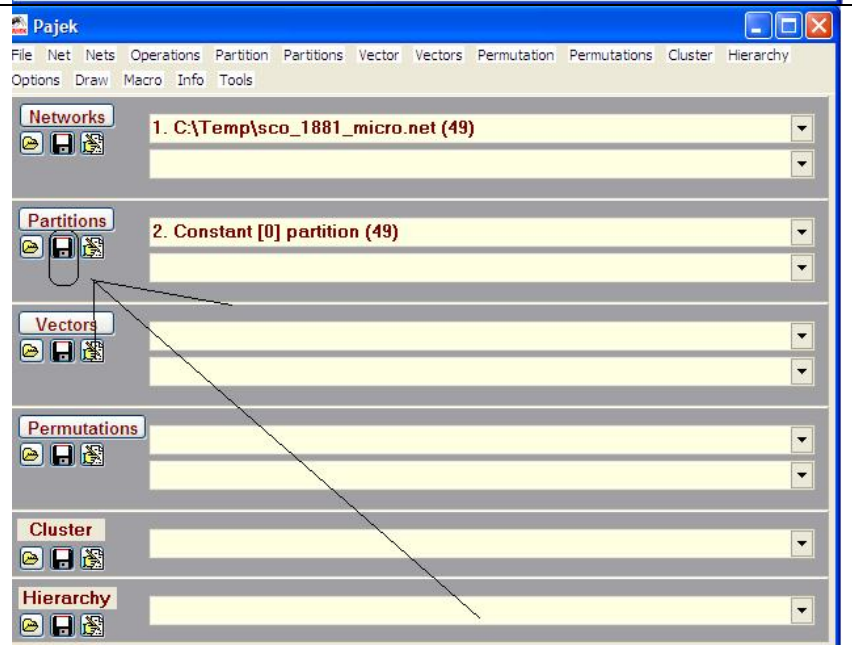 Pajek
File Net Nets Operations Partition Partitions Vector Vectors Permutation Permutations Cluster Hierarchy
Options Draw Macro Info Tools
Networks
1. C:\Temp\sco_1881_micro.net (49)
Partitions
2. Constant [0] partition (49)
Vectors
Permutations
Cluster
Hierarchy